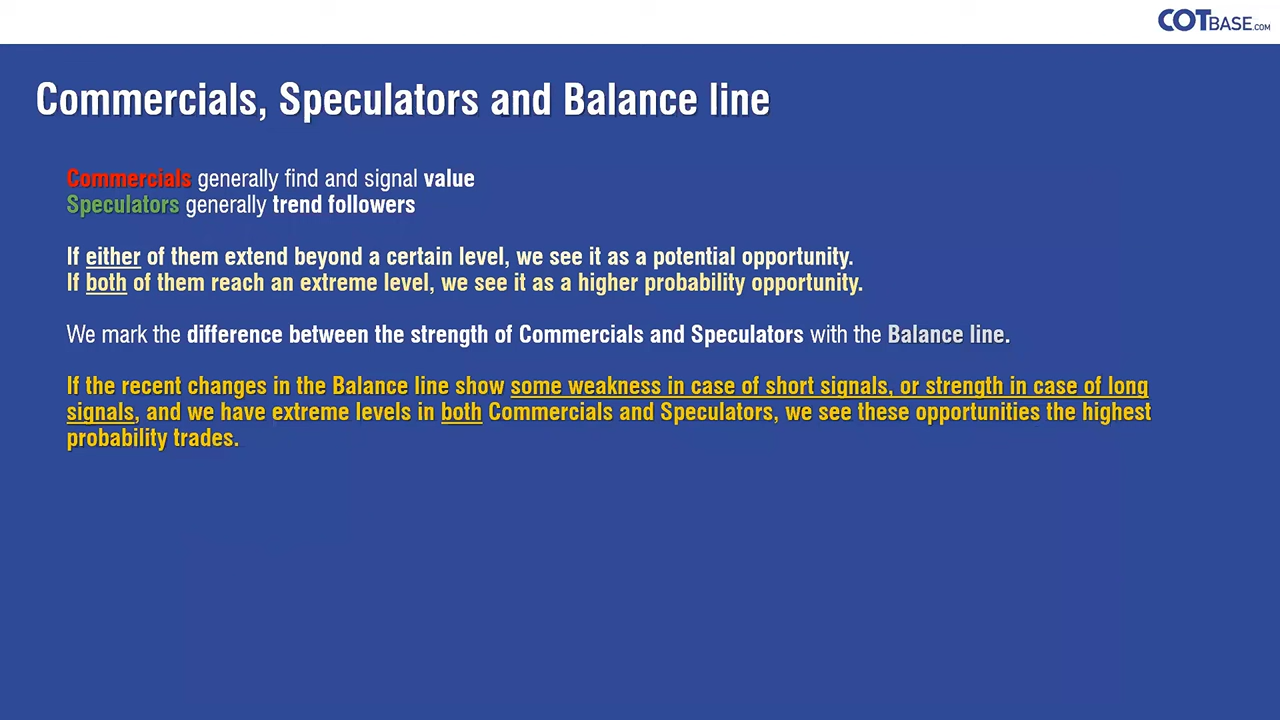 COTBASE.COM
Commercials, Speculators and Balance line
Commercials generally find and signal value
Speculators generally trend followers
If either of them extend beyond a certain level, we see it as a potential opportunity.
If both of them reach an extreme level, we see it as a higher probability opportunity.
We mark the difference between the strength of Commercials and Speculators with the Balance line.
If the recent changes in the Balance line show some weakness in case of short signals, or strength in case of long
signals, and we have extreme levels in both Commercials and Speculators, we see these opportunities the highest
probability trades.